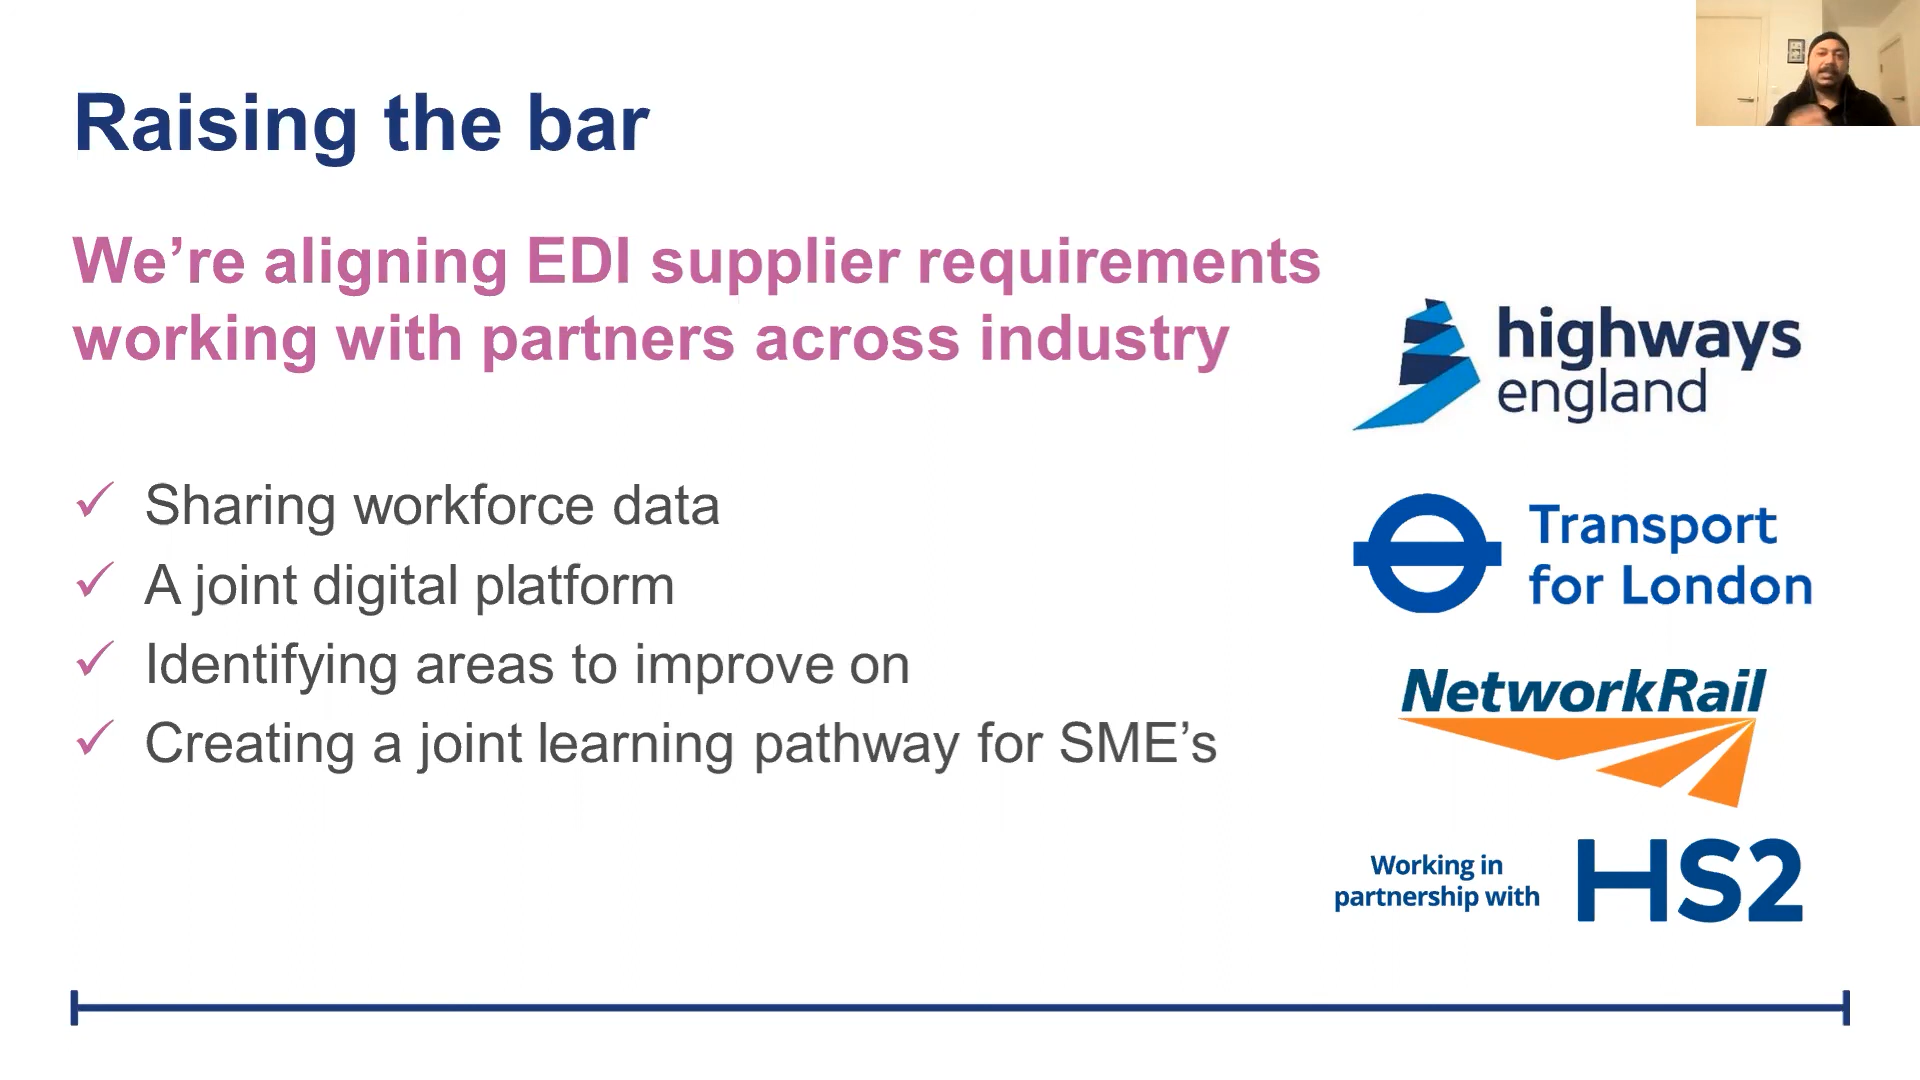 Raising the bar
We’re aligning EDI supplier requirements
working with partners across industry
✓ Sharing workforce data
✓ A joint digital platform
✓ Identifying areas to improve on
✓ Creating a joint learning pathway for SME’s
highways
england
Transport
for London
NetworkRail
Working in
partnership with
HS2